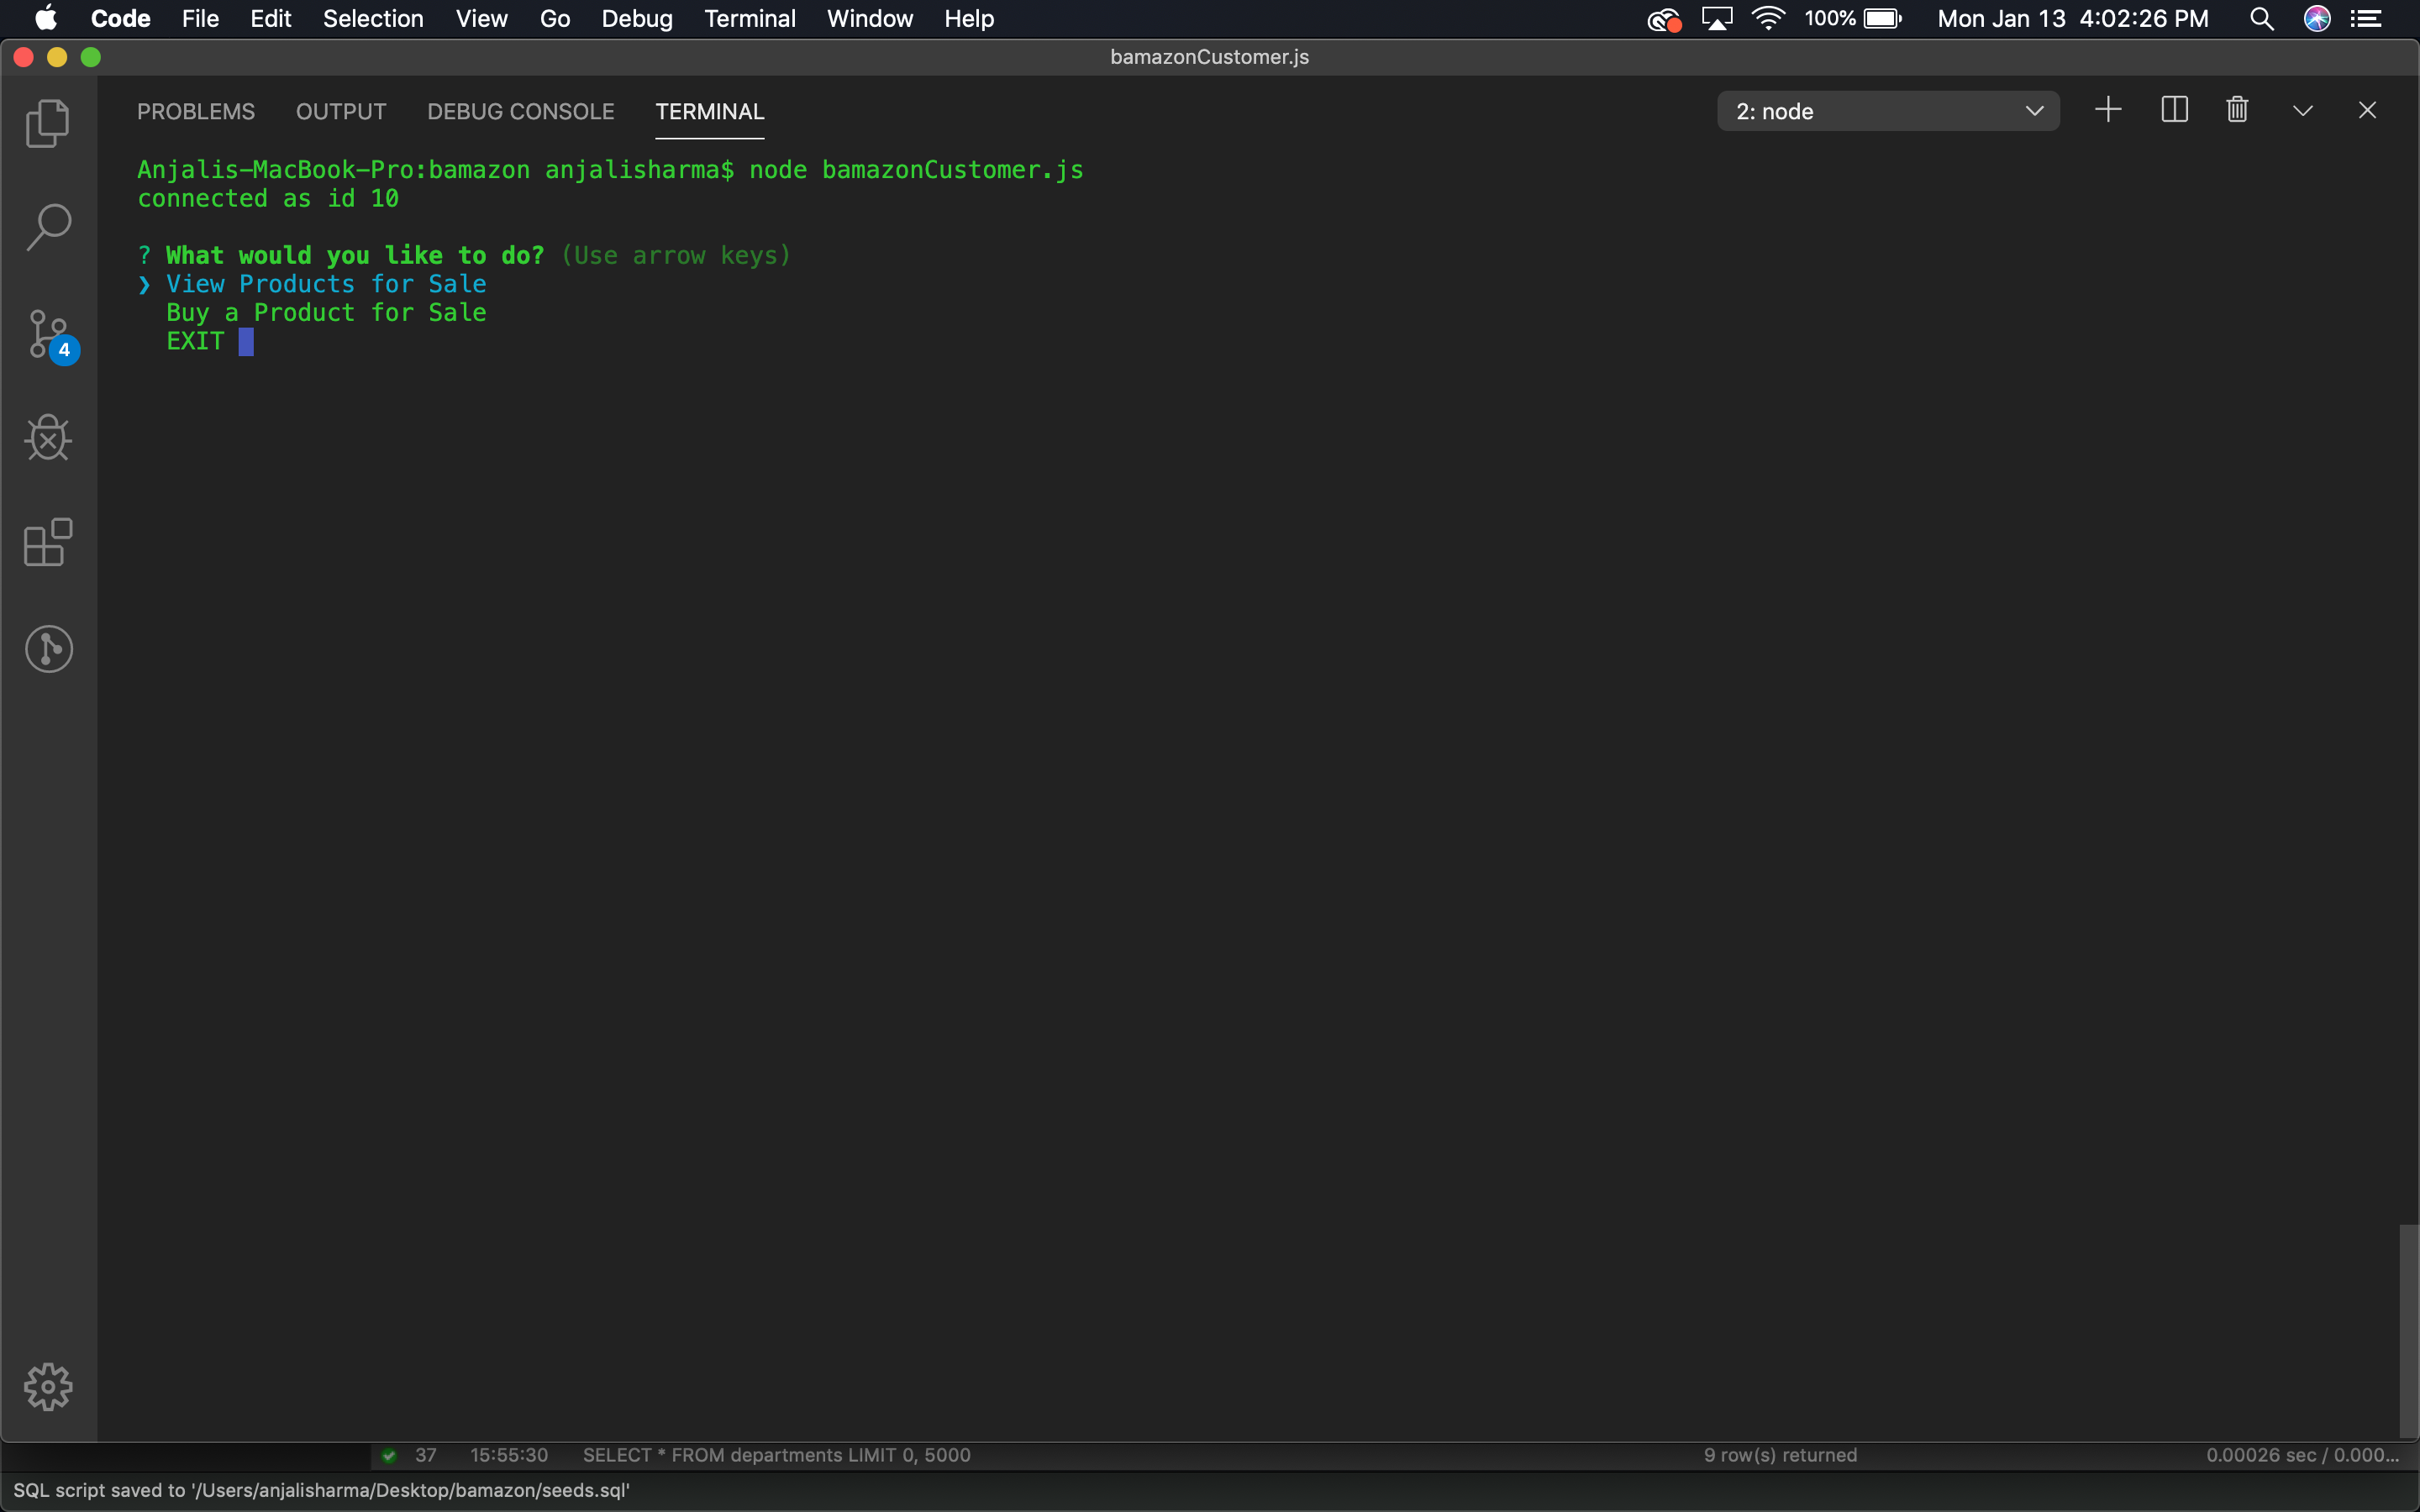 Code File Edit Selection View Go Debug Terminal Window Help 100% Mon Jan 13 4:02:26 PM
bamazonCustomer.js
PROBLEMS OUTPUT DEBUG CONSOLE TERMINAL 2: node
Anjalis-MacBook-Pro:bamazon anjalisharma$ node bamazonCustomer.js
connected as id 10
? What would you like to do? (Use arrow keys)
❯ View Products for Sale
Buy a Product for Sale
EXIT
4
37 15:55:30 SELECT * FROM departments LIMIT 0, 5000 9 row(s) returned 0.00026 sec / 0.000...
SQL script saved to '/Users/anjalisharma/Desktop/bamazon/seeds.sql'